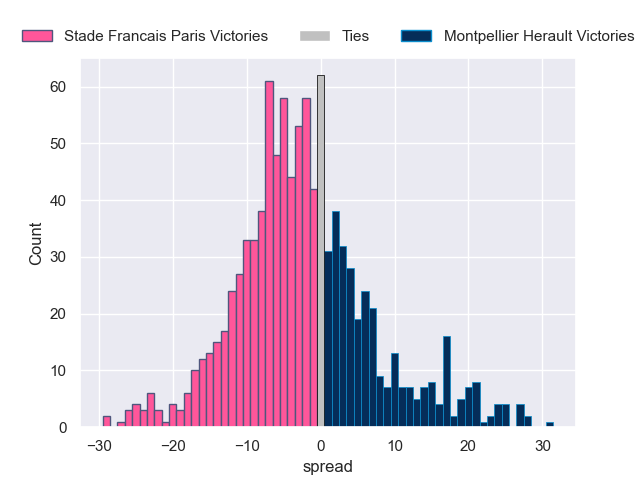 Stade Francais Paris Victories Ties Montpellier Herault Victories
60
50
40
30
20
10
0
Count
−30 −20 −10 0 10 20 30
spread